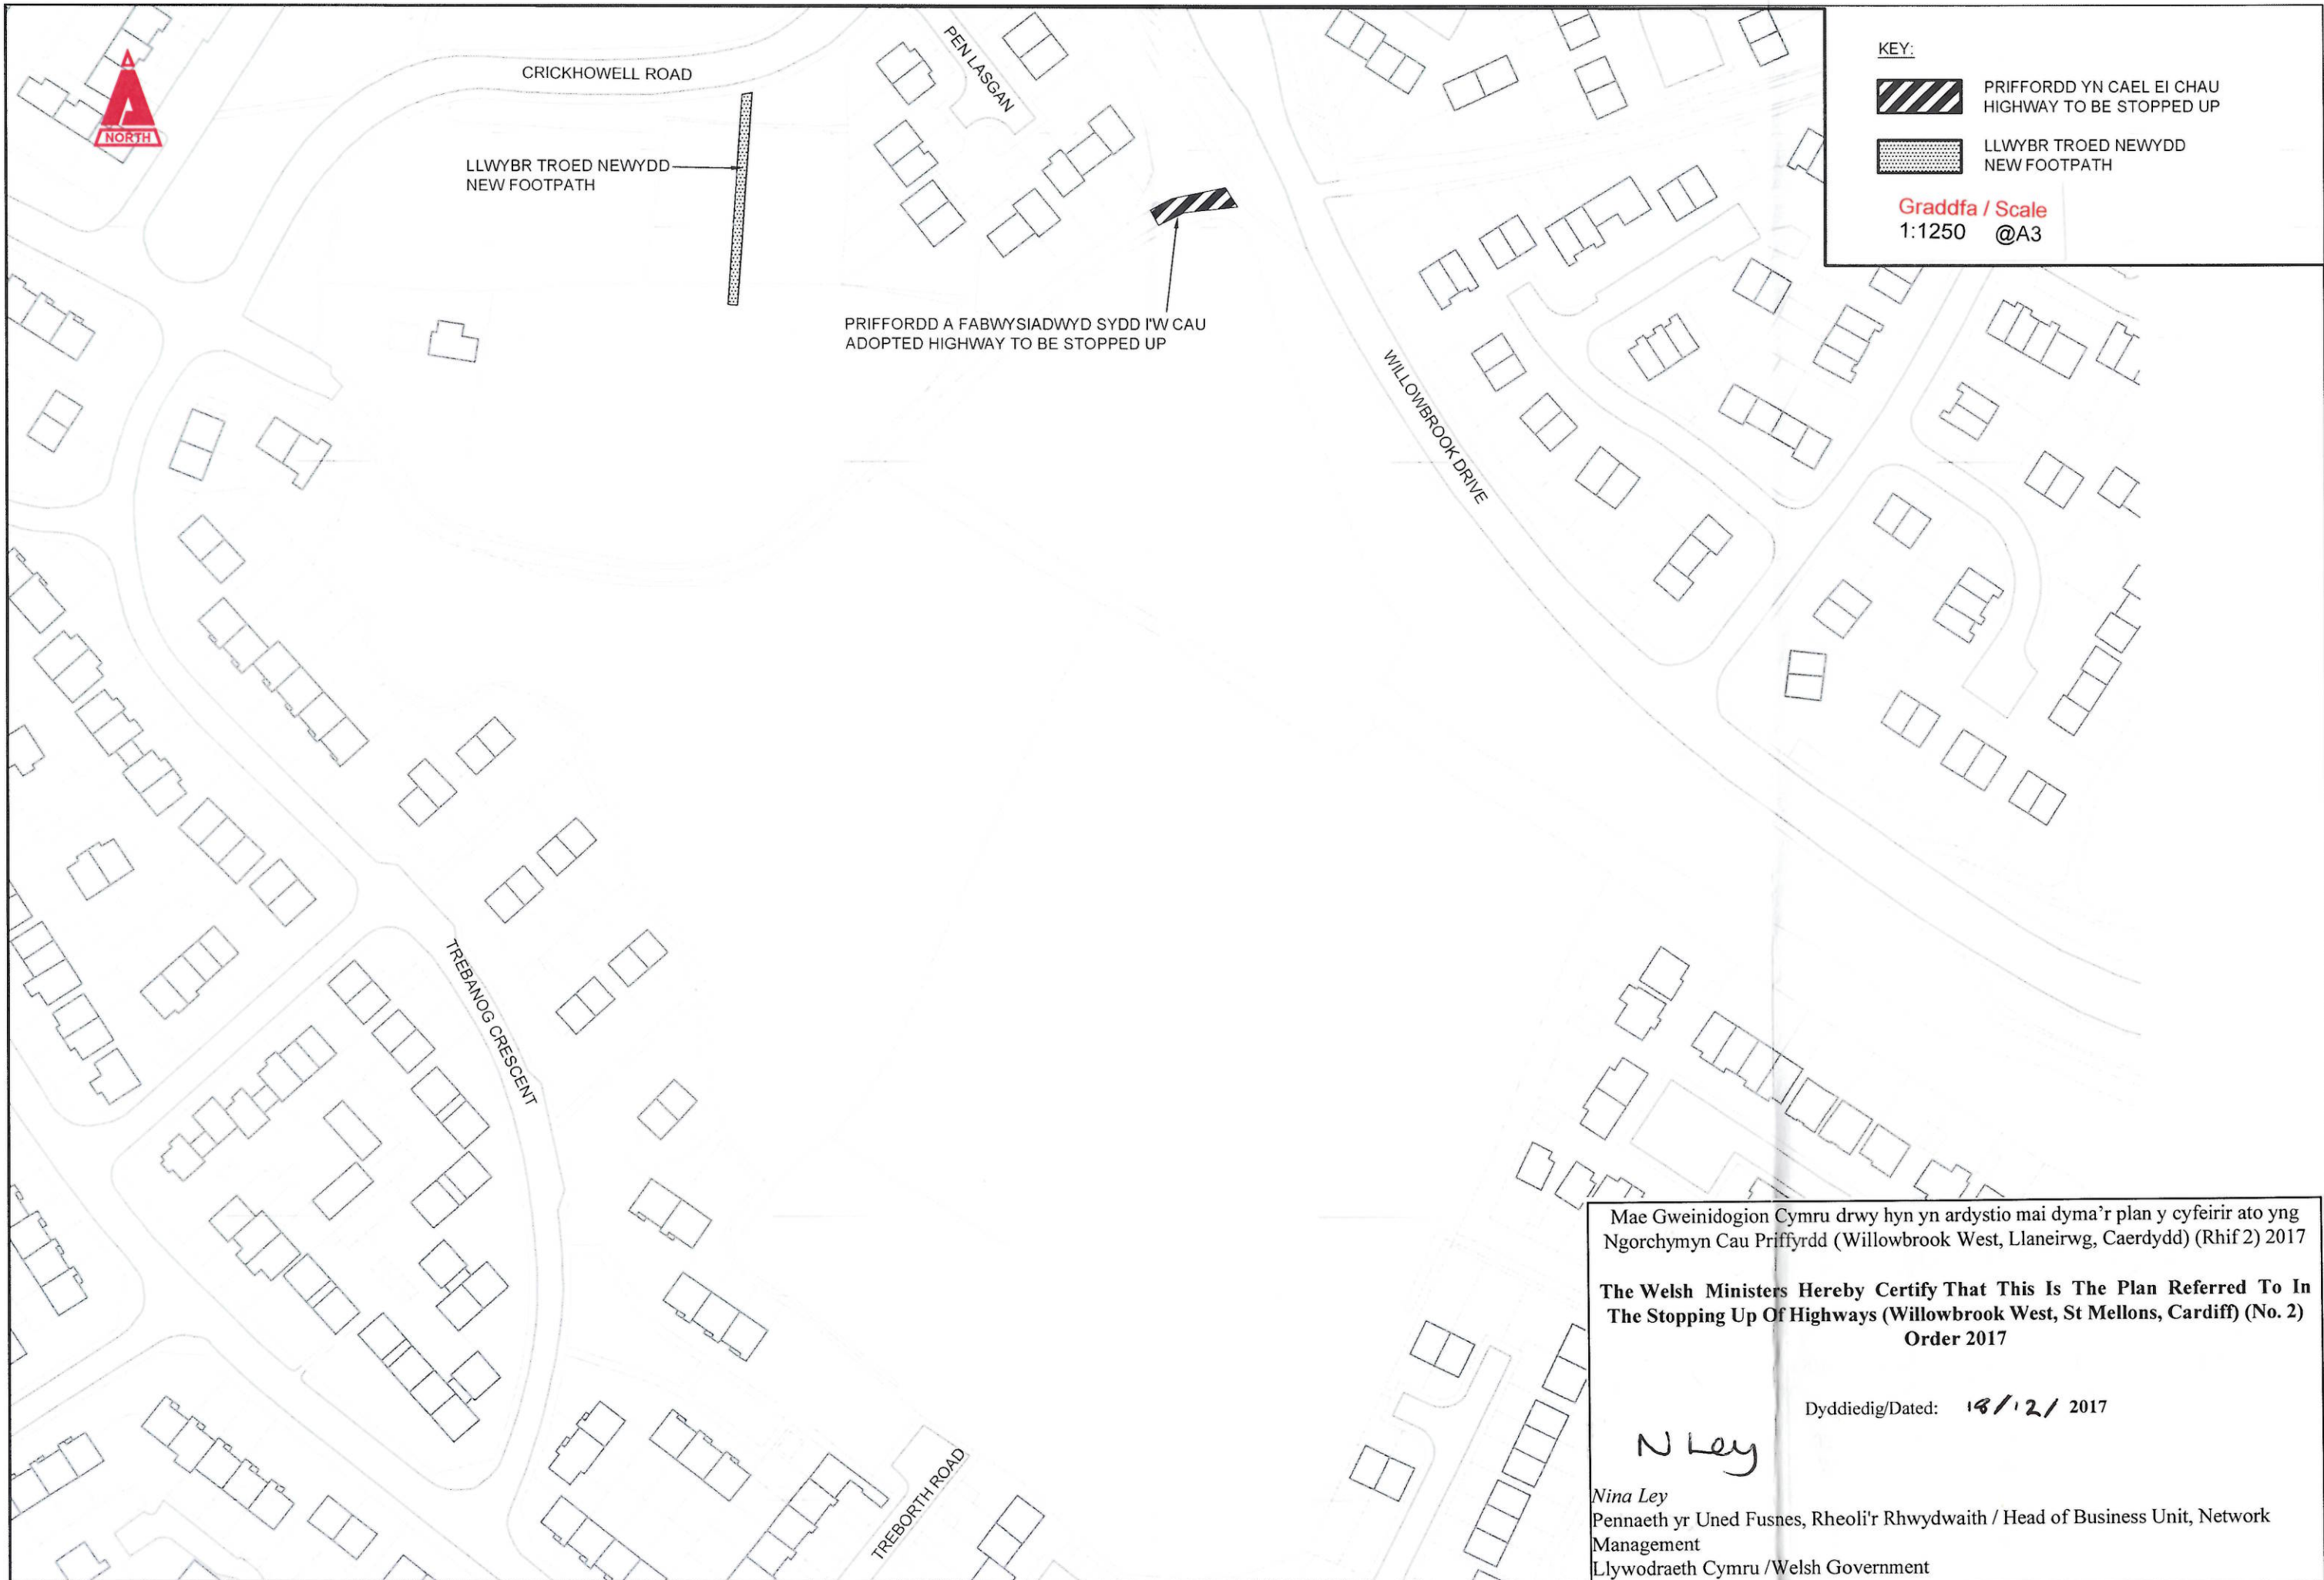 CRICKHOWELL ROAD
PEN LASGAN
KEY:
PRIFFORDD YN CAEL EI CHAU
HIGHWAY TO BE STOPPED UP
LLWYBR TROED NEWYDD
NEW FOOTPATH
Graddfa / Scale
1:1250 @A3
NORTH
LLWYBR TROED NEWYDD
NEW FOOTPATH
PRIFFORDD A FABWYSIADWYD SYDD I'W CAU
ADOPTED HIGHWAY TO BE STOPPED UP
WILLOWBROOK DRIVE
TREBANOG CRESCENT
TREBORTH ROAD
Mae Gweinidogion Cymru drwy hyn yn ardystio mai dyma'r plan y cyfeirir ato yng
Ngorchymyn Cau Priffyrdd (Willowbrook West, Llaneirwg, Caerdydd) (Rhif 2) 2017
The Welsh Ministers Hereby Certify That This Is The Plan Referred To In
The Stopping Up Of Highways (Willowbrook West, St Mellons, Cardiff) (No. 2)
Order 2017
Dyddiedig/Dated: 18/12/ 2017
N Ley
Nina Ley
Pennaeth yr Uned Fusnes, Rheoli'r Rhwydwaith / Head of Business Unit, Network
Management
Llywodraeth Cymru /Welsh Government